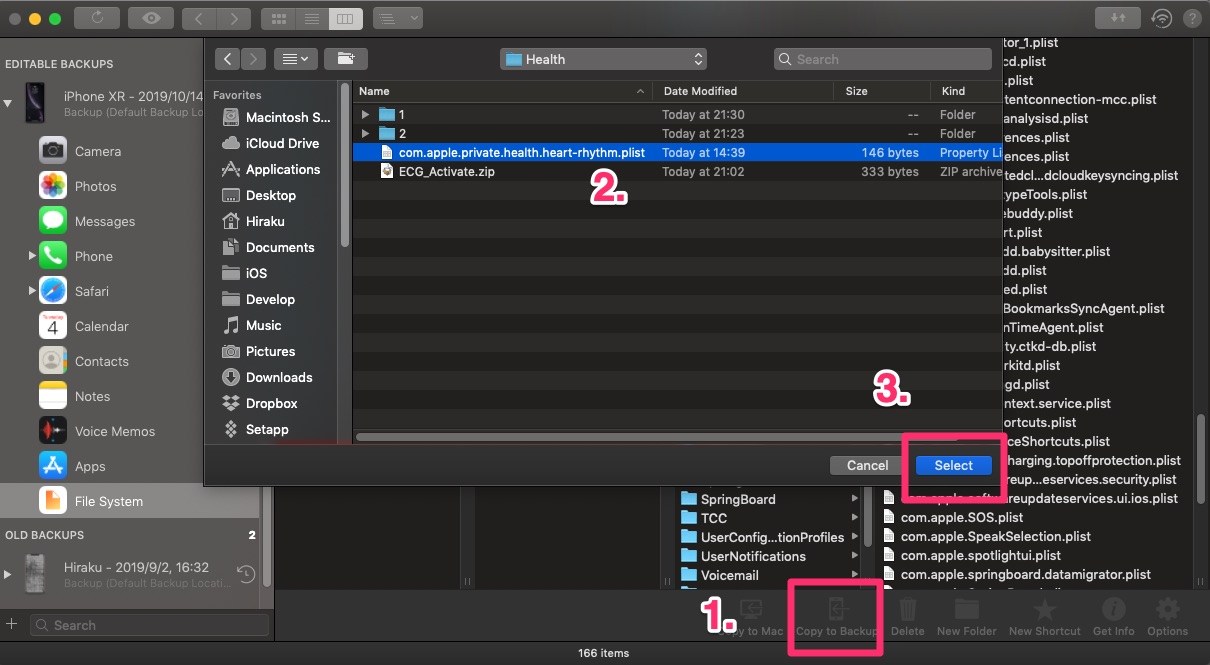 EDITABLE BACKUPS
iPhone XR - 2019/10/14
Backup (Default Backup Lo
Camera
Photos
Messages
Phone
Safari
4
Calendar
Contacts
Notes
Voice Memos
Apps
File System
OLD BACKUPS 2
Hiraku - 2019/9/2, 16:32
Backup (Default Backup Locati...
Search
Health
Search
Favorites
Macintosh S...
iCloud Drive
Applications
Desktop
Hiraku
Documents
iOS
Develop
Music
Pictures
Downloads
Dropbox
Setapp
Name Date Modified Size Kind
1 Today at 21:30 -- Folder
2 Today at 21:23 -- Folder
com.apple.private.health.heart-rhythm.plist Today at 14:39 146 bytes Property Li
ECG_Activate.zip Today at 21:02 333 bytes ZIP archive
2.
3.
Cancel Select
tor_1.plist
cd.plist
.plist
tentconnection-mcc.plist
analysisd.plist
ences.plist
ences.plist
tedcl...dcloudkeysyncing.plist
ypeTools.plist
ebuddy.plist
rt.plist
dd.babysitter.plist
dd.plist
ed.plist
BookmarksSyncAgent.plist
nTimeAgent.plist
ty.ctkd-db.plist
rkitd.plist
ngd.plist
ntext.service.plist
ortcuts.plist
ceShortcuts.plist
harging.topoffprotection.plist
reup...eservices.security.plist
com.apple.softwareupdateservices.ui.ios.plist
com.apple.SOS.plist
com.apple.SpeakSelection.plist
com.apple.spotlightui.plist
com.apple.springboard.datamigrator.plist
SpringBoard
TCC
UserConfig...tionProfiles
UserNotifications
Voicemail
1.
Copy to Mac
Copy to Backup
Delete
New Folder
New Shortcut
Get Info
Options
166 items